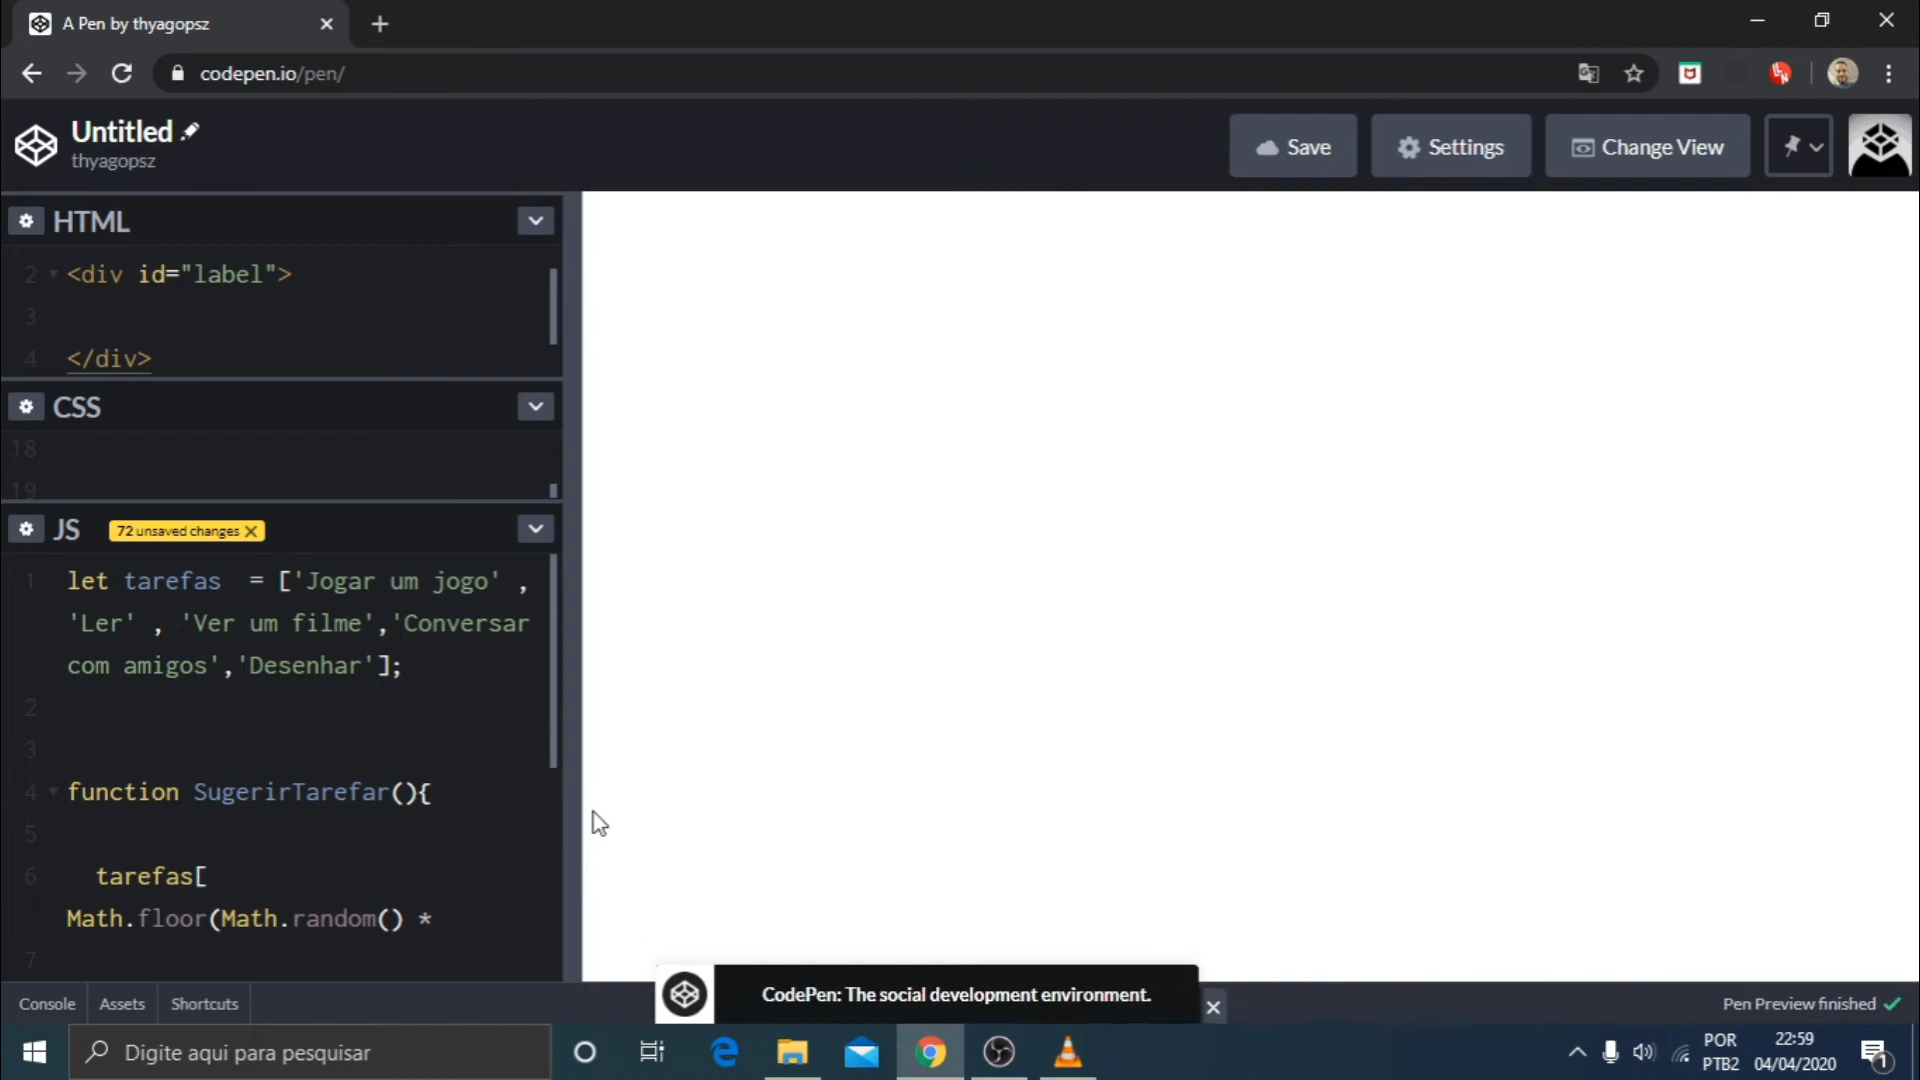 A Pen by thyagopsz
codepen.io/pen/
Untitled
thyagopsz
Save
Settings
Change View
HTML
2 <div id="label">
3
4 </div>
CSS
18
19
JS 72 unsaved changes
1 let tarefas  = ['Jogar um jogo' ,
'Ler' , 'Ver um filme','Conversar
com amigos','Desenhar'];
2
3
4 function SugerirTarefar(){
5
6 tarefas[
Math.floor(Math.random() *
7
Console
Assets
Shortcuts
CodePen: The social development environment.
Pen Preview finished
Digite aqui para pesquisar
POR
PTB2
22:59
04/04/2020
1